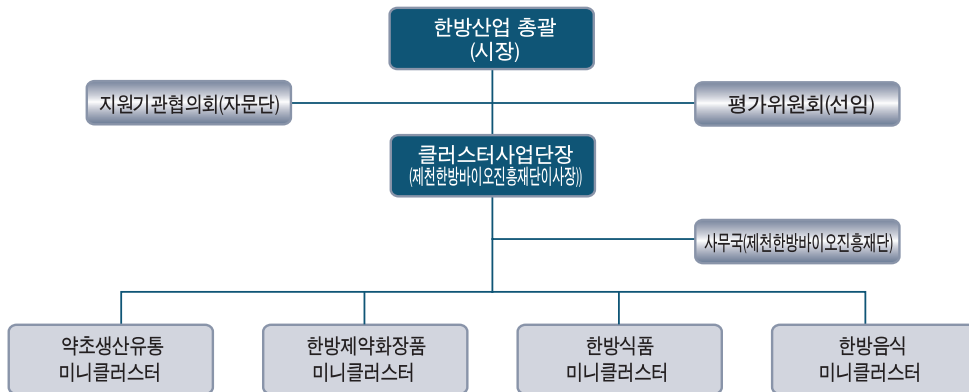 한방산업 총괄
(시장)
지원기관협의회(자문단)
평가위원회(선임)
클러스터사업단장
(제천한방바이오진흥재단이사장))
사무국(제천한방바이오진흥재단)
약초생산유통
미니클러스터
한방제약화장품
미니클러스터
한방식품
미니클러스터
한방음식
미니클러스터